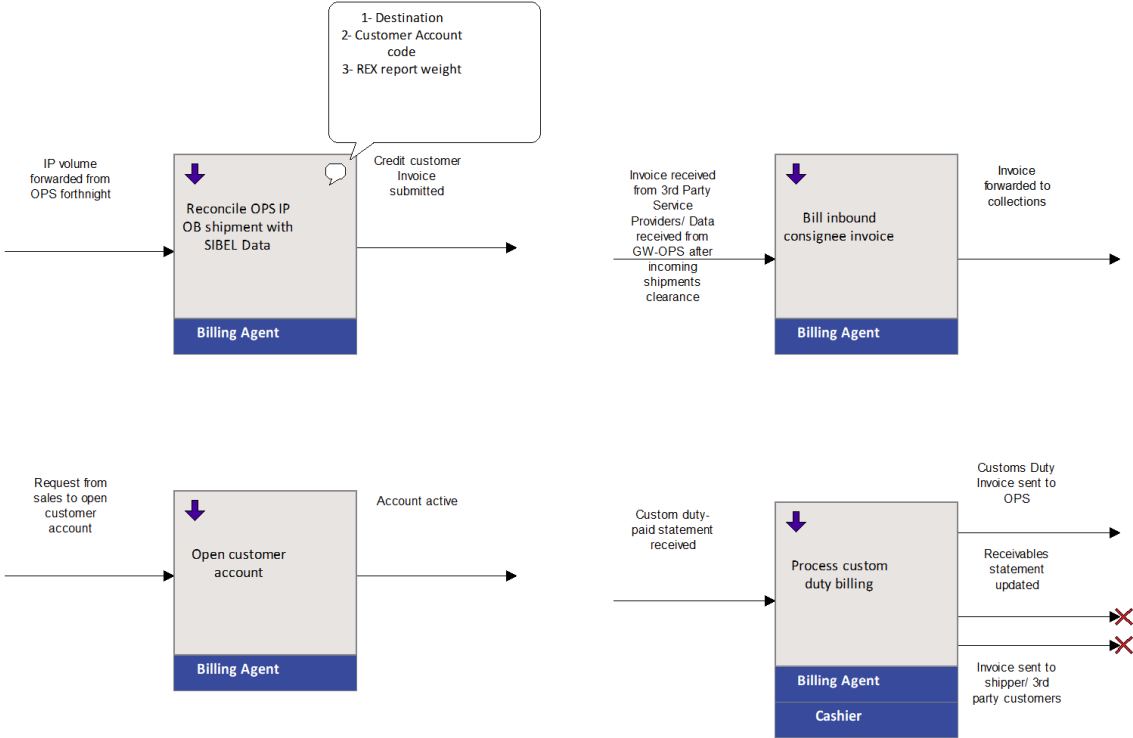 1- Destination
2- Customer Account
code
3- REX report weight
IP volume
forwarded from
OPS forthnight
Reconcile OPS IP
OB shipment with
SIBEL Data
Billing Agent
Credit customer
Invoice
submitted
Invoice received
from 3rd Party
Service
Providers/ Data
received from
GW-OPS after
incoming
shipments
clearance
Bill inbound
consignee invoice
Billing Agent
Invoice
forwarded to
collections
Request from
sales to open
customer
account
Open customer
account
Billing Agent
Account active
Custom duty-
paid statement
received
Process custom
duty billing
Billing Agent
Cashier
Customs Duty
Invoice sent to
OPS
Receivables
statement
updated
Invoice sent to
shipper/ 3rd
party customers